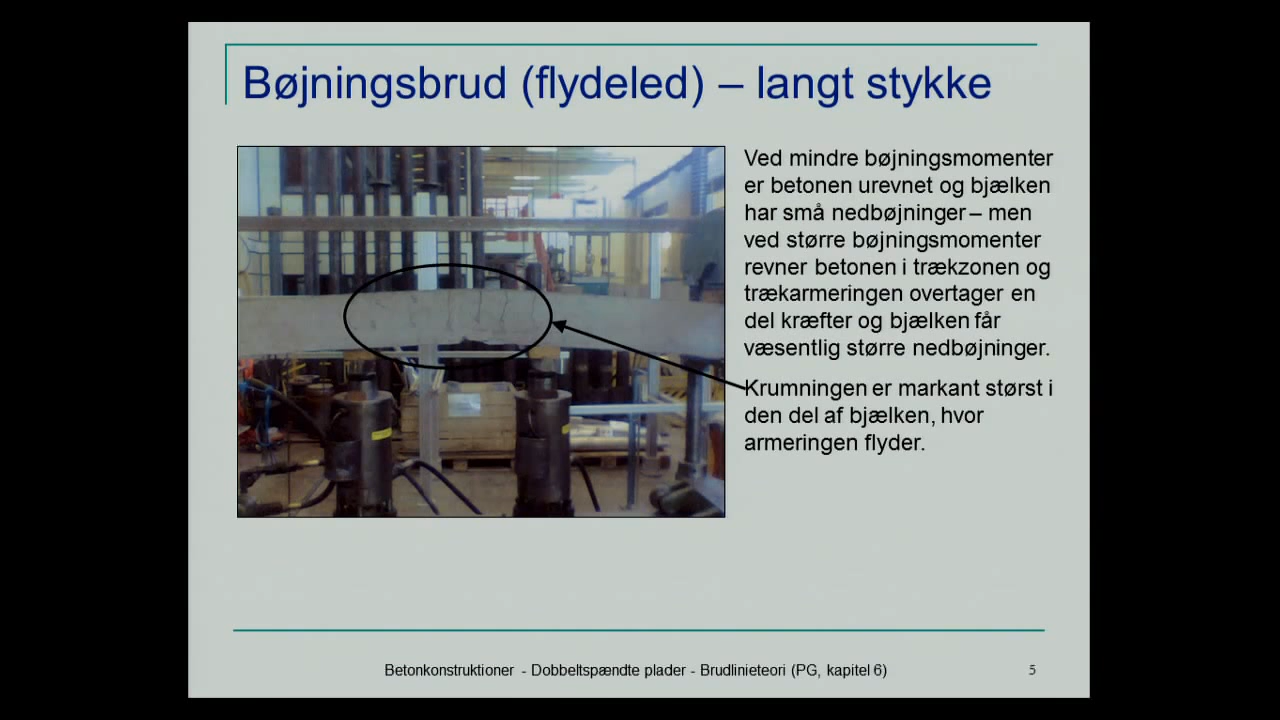 Bøjningsbrud (flydeled) – langt stykke
Ved mindre bøjningsmomenter
er betonen urevnet og bjælken
har små nedbøjninger – men
ved større bøjningsmomenter
revner betonen i trækzonen og
trækarmeringen overtager en
del kræfter og bjælken får
væsentlig større nedbøjninger.
Krumningen er markant størst i
den del af bjælken, hvor
armeringen flyder.
Betonkonstruktioner - Dobbeltspændte plader - Brudlinieteori (PG, kapitel 6)
5